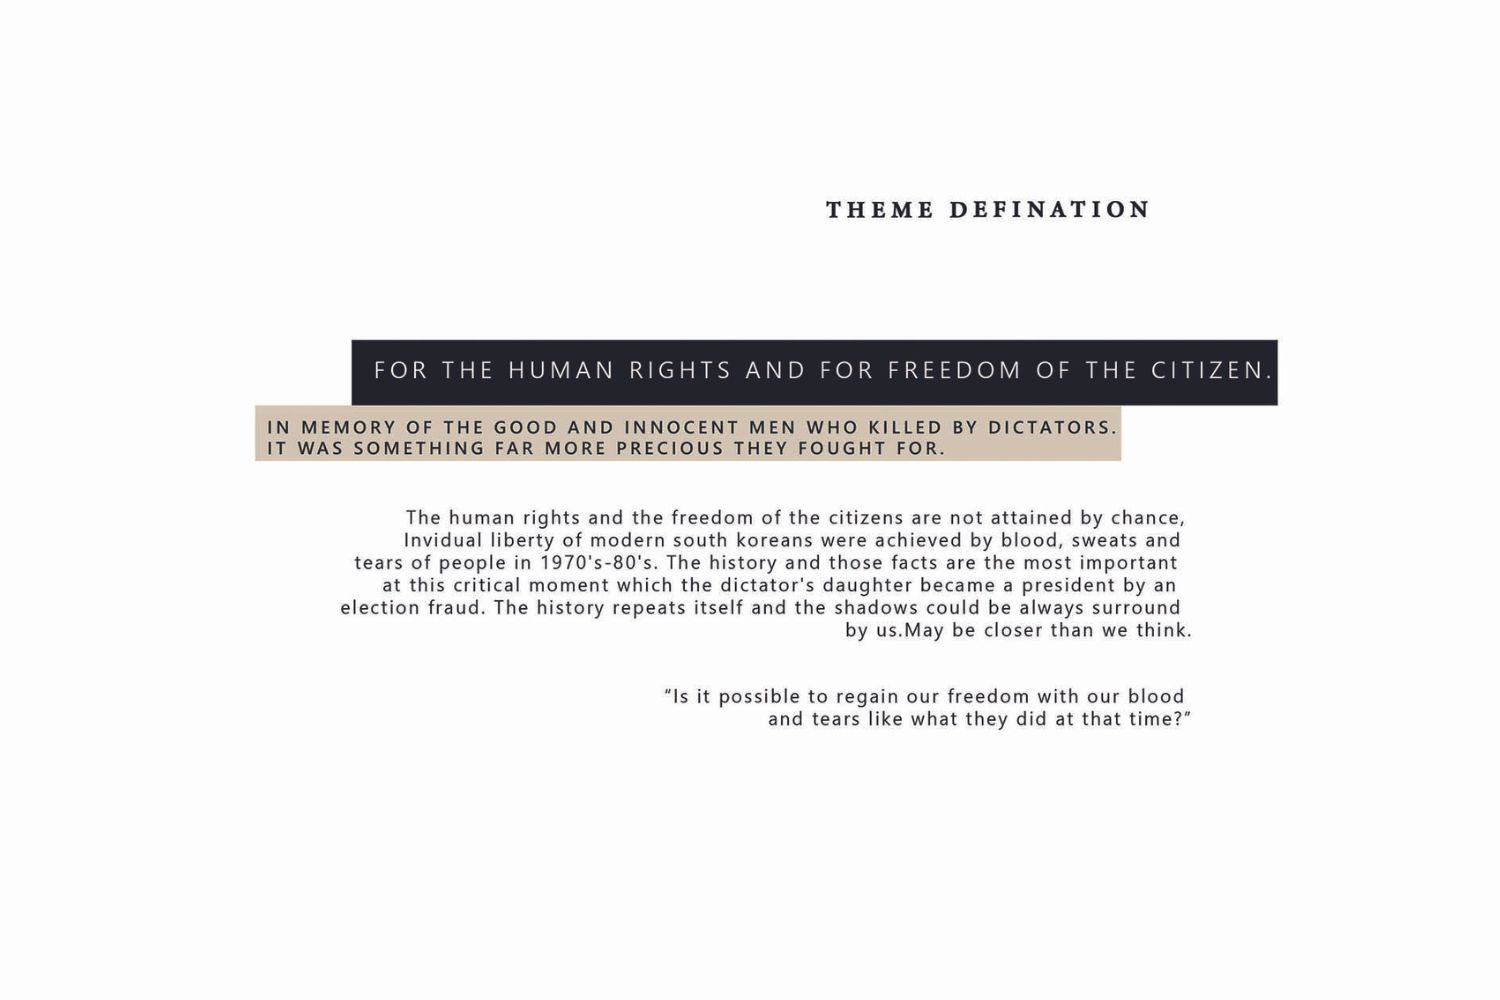 THEME DEFINATION
FOR THE HUMAN RIGHTS AND FOR FREEDOM OF THE CITIZEN.
IN MEMORY OF THE GOOD AND INNOCENT MEN WHO KILLED BY DICTATORS.
IT WAS SOMETHING FAR MORE PRECIOUS THEY FOUGHT FOR.
The human rights and the freedom of the citizens are not attained by chance,
Invidual liberty of modern south koreans were achieved by blood, sweats and
tears of people in 1970's-80's. The history and those facts are the most important
at this critical moment which the dictator's daughter became a president by an
election fraud. The history repeats itself and the shadows could be always surround
by us.May be closer than we think.
“Is it possible to regain our freedom with our blood
and tears like what they did at that time?”